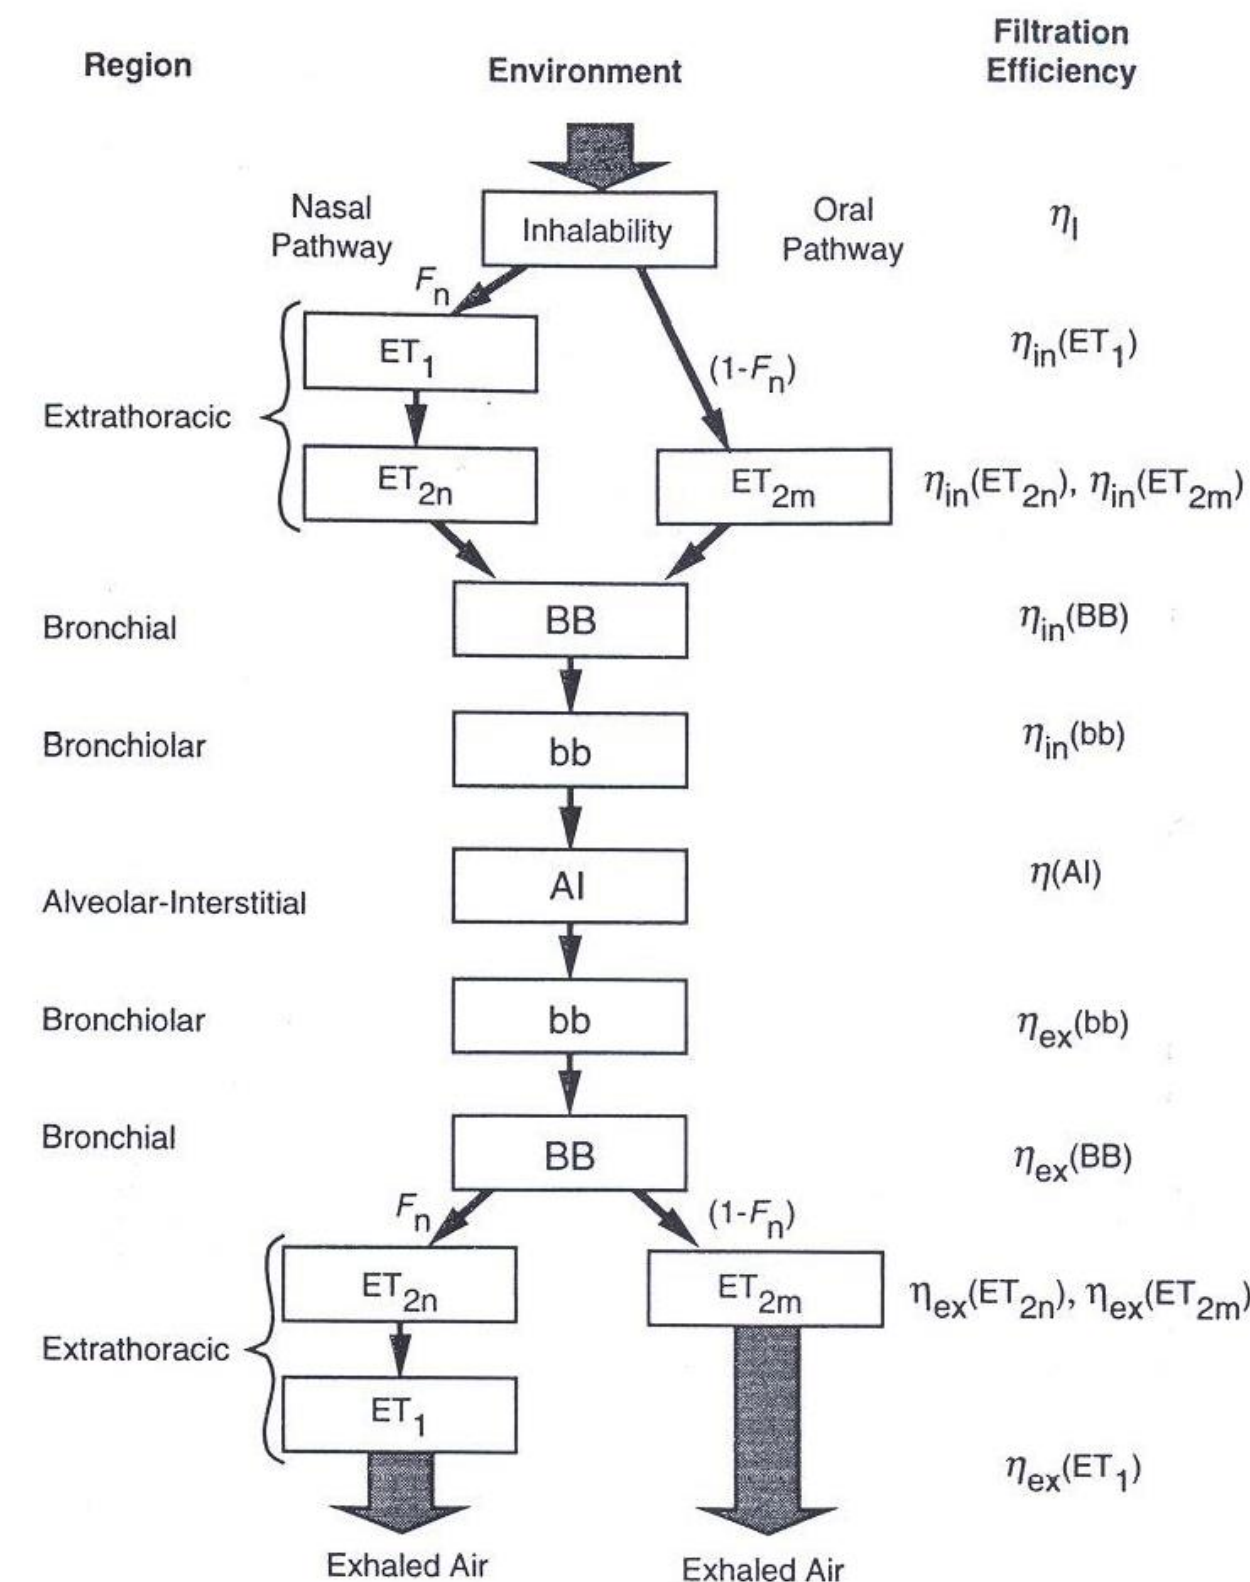 Region
Environment
Filtration
Efficiency
Nasal
Pathway
Inhalability
Oral
Pathway
ηI
Fn
ET1
ηin(ET1)
(1-Fn)
Extrathoracic
ET2n
ET2m
ηin(ET2n), ηin(ET2m)
Bronchial
BB
ηin(BB)
Bronchiolar
bb
ηin(bb)
Alveolar-Interstitial
AI
η(AI)
Bronchiolar
bb
ηex(bb)
Bronchial
BB
ηex(BB)
Fn
(1-Fn)
ET2n
ET2m
ηex(ET2n), ηex(ET2m)
Extrathoracic
ET1
ηex(ET1)
Exhaled Air
Exhaled Air